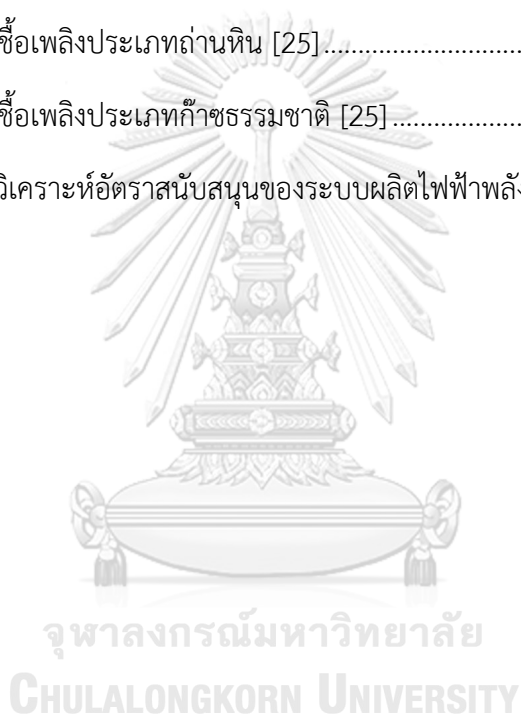 ชื้อเพลิงประเภทถ่านหิน [25]..............................
ชื้อเพลิงประเภทก๊าซธรรมชาติ [25]....................
วิเคราะห์อัตราสนับสนุนของระบบผลิตไฟฟ้าพลัง
จุฬาลงกรณ์มหาวิทยาลัย
CHULALONGKORN UNIVERSITY